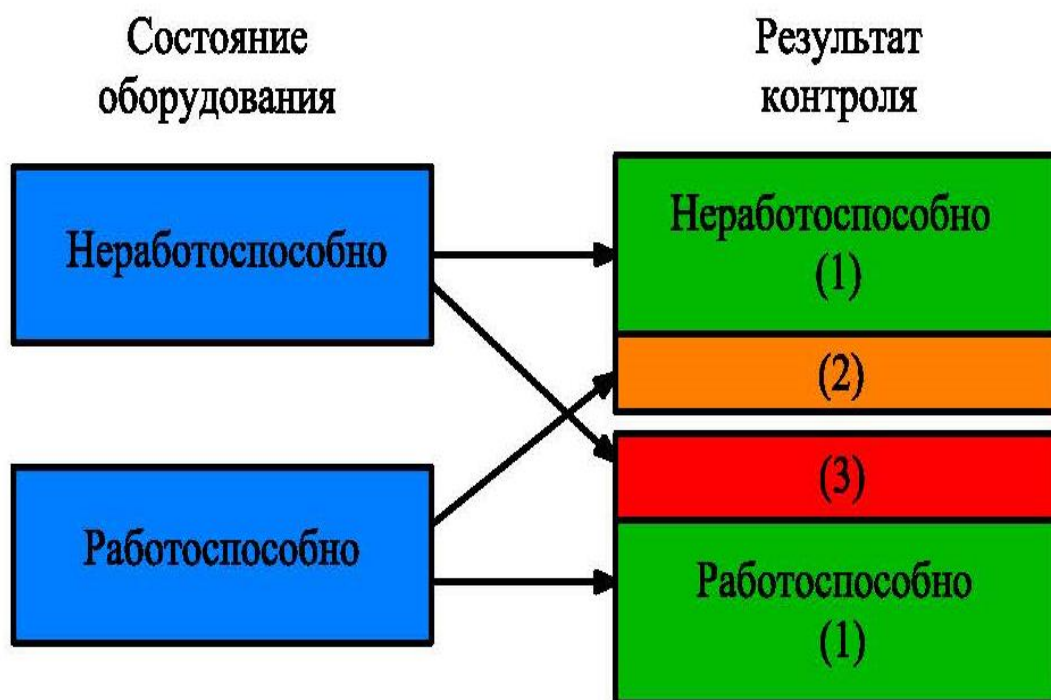 Состояние
оборудования
Результат
контроля
Неработоспособно
Работоспособно
Неработоспособно
(1)
(2)
(3)
Работоспособно
(1)